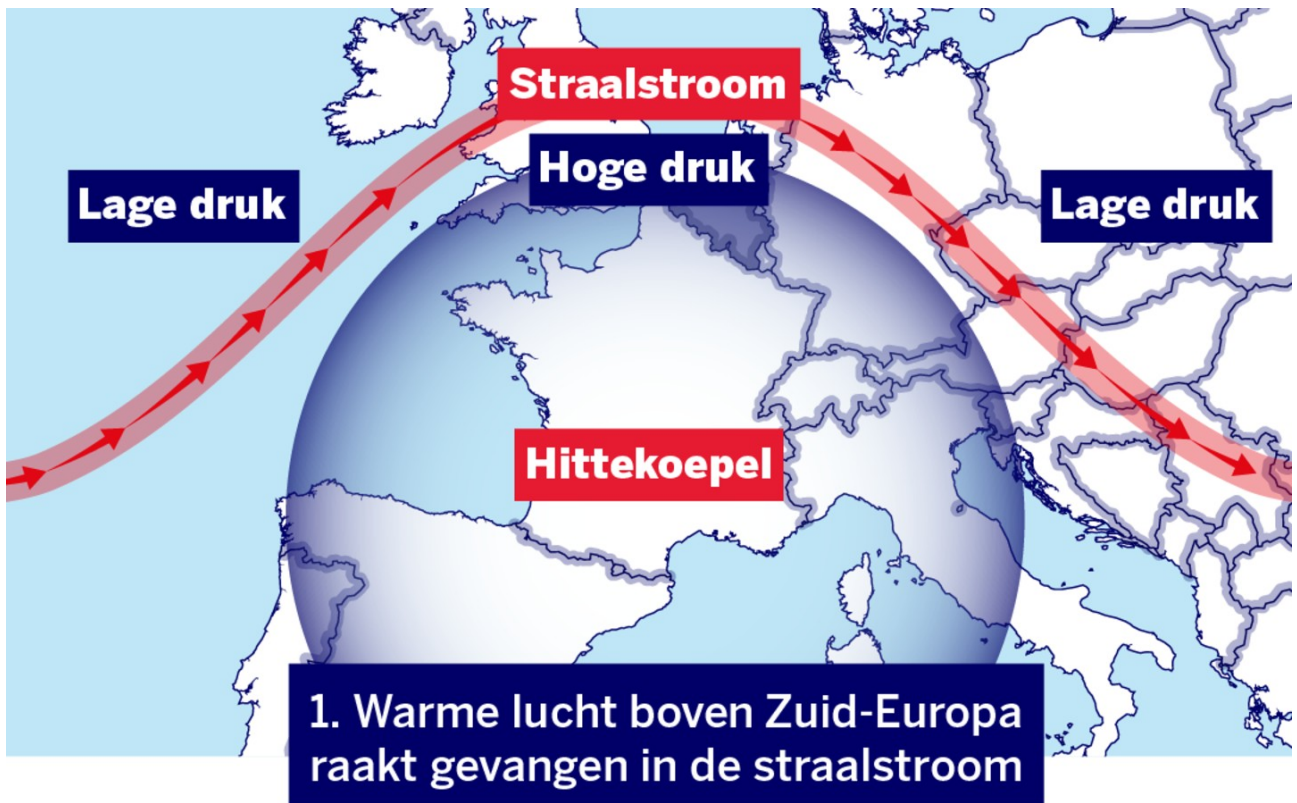 Straalstroom
Hoge druk
Lage druk
Lage druk
Hittekoepel
1. Warme lucht boven Zuid-Europa
raakt gevangen in de straalstroom